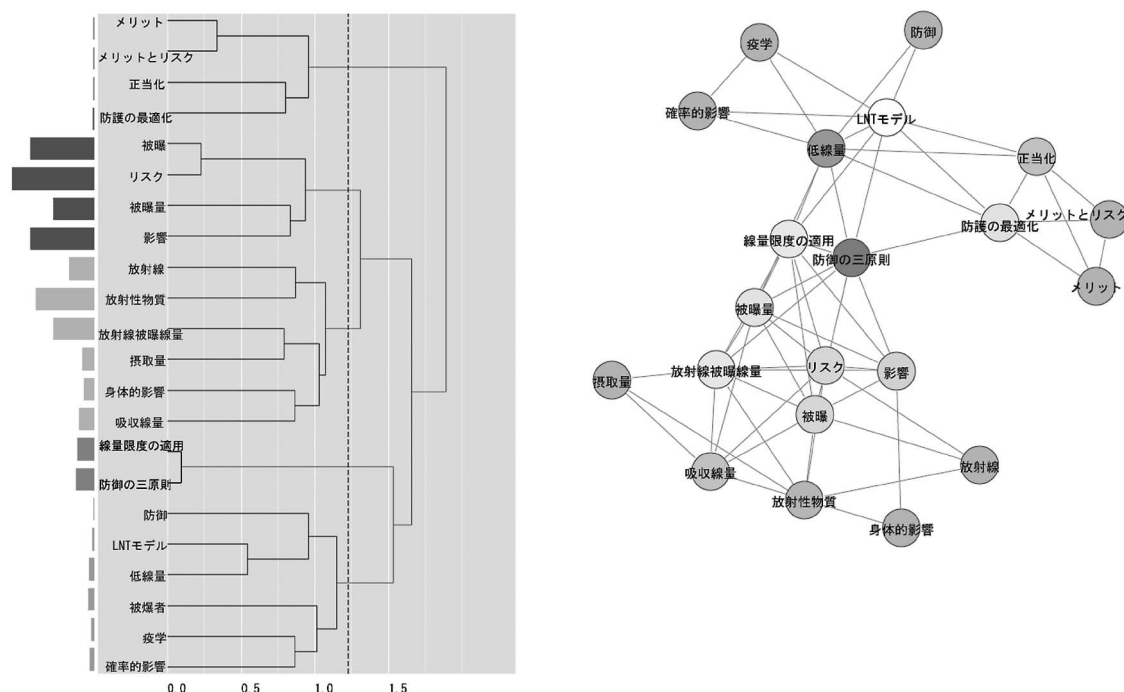 メリット
メリットとリスク
正当化
防護の最適化
被曝
リスク
被曝量
影響
放射線
放射性物質
放射線被曝線量
摂取量
身体的影響
吸収線量
線量限度の適用
防御の三原則
防御
LNTモデル
低線量
被爆者
疫学
確率的影響
0.0 0.5 1.0 1.5
疫学
防御
確率的影響
LNTモデル
低線量
正当化
メリットとリスク
防護の最適化
線量限度の適用
防御の三原則
メリット
被曝量
放射線被曝線量
リスク
影響
摂取量
被曝
吸収線量
放射線
放射性物質
身体的影響